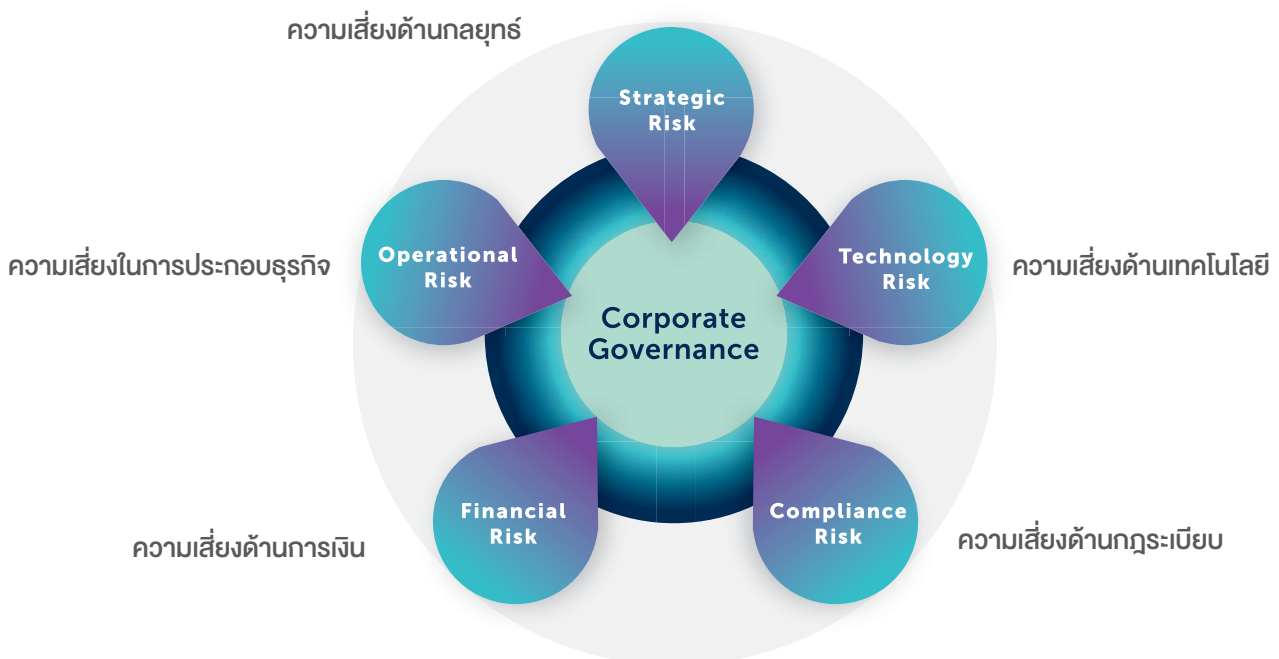 ความเสี่ยงด้านกลยุทธ์
Strategic
Risk
ความเสี่ยงในการประกอบธุรกิจ
Operational
Risk
Technology
Risk
ความเสี่ยงด้านเทคโนโลยี
Corporate
Governance
ความเสี่ยงด้านการเงิน
Financial
Risk
Compliance
Risk
ความเสี่ยงด้านกฎระเบียบ